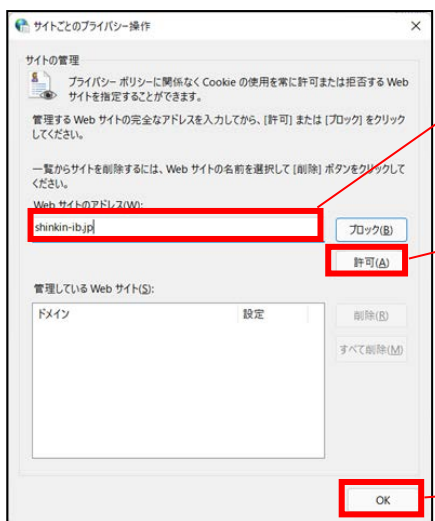 サイトごとのプライバシー操作
サイトの管理
プライバシー ポリシーに関係なく Cookie の使用を常に許可または拒否する Web
サイトを指定することができます。
管理する Web サイトの完全なアドレスを入力してから、[許可] または [ブロック] をクリック
してください。
一覧からサイトを削除するには、Web サイトの名前を選択して [削除] ボタンをクリックして
ください。
Web サイトのアドレス(W):
shinkin-ib.jp
ブロック(B)
許可(A)
管理している Web サイト(S):
ドメイン 設定
削除(R)
すべて削除(M)
OK